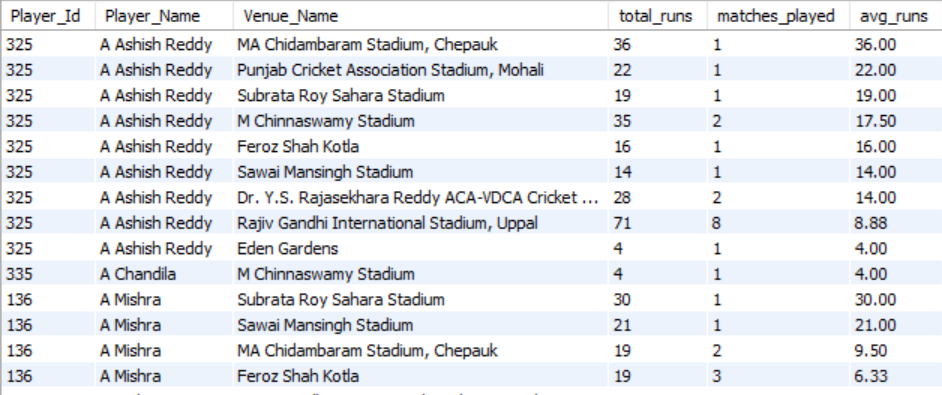 Player_Id Player_Name Venue_Name total_runs matches_played avg_runs
325 A Ashish Reddy MA Chidambaram Stadium, Chepauk 36 1 36.00
325 A Ashish Reddy Punjab Cricket Association Stadium, Mohali 22 1 22.00
325 A Ashish Reddy Subrata Roy Sahara Stadium 19 1 19.00
325 A Ashish Reddy M Chinnaswamy Stadium 35 2 17.50
325 A Ashish Reddy Feroz Shah Kotla 16 1 16.00
325 A Ashish Reddy Sawai Mansingh Stadium 14 1 14.00
325 A Ashish Reddy Dr. Y.S. Rajasekhara Reddy ACA-VDCA Cricket ... 28 2 14.00
325 A Ashish Reddy Rajiv Gandhi International Stadium, Uppal 71 8 8.88
325 A Ashish Reddy Eden Gardens 4 1 4.00
335 A Chandila M Chinnaswamy Stadium 4 1 4.00
136 A Mishra Subrata Roy Sahara Stadium 30 1 30.00
136 A Mishra Sawai Mansingh Stadium 21 1 21.00
136 A Mishra MA Chidambaram Stadium, Chepauk 19 2 9.50
136 A Mishra Feroz Shah Kotla 19 3 6.33